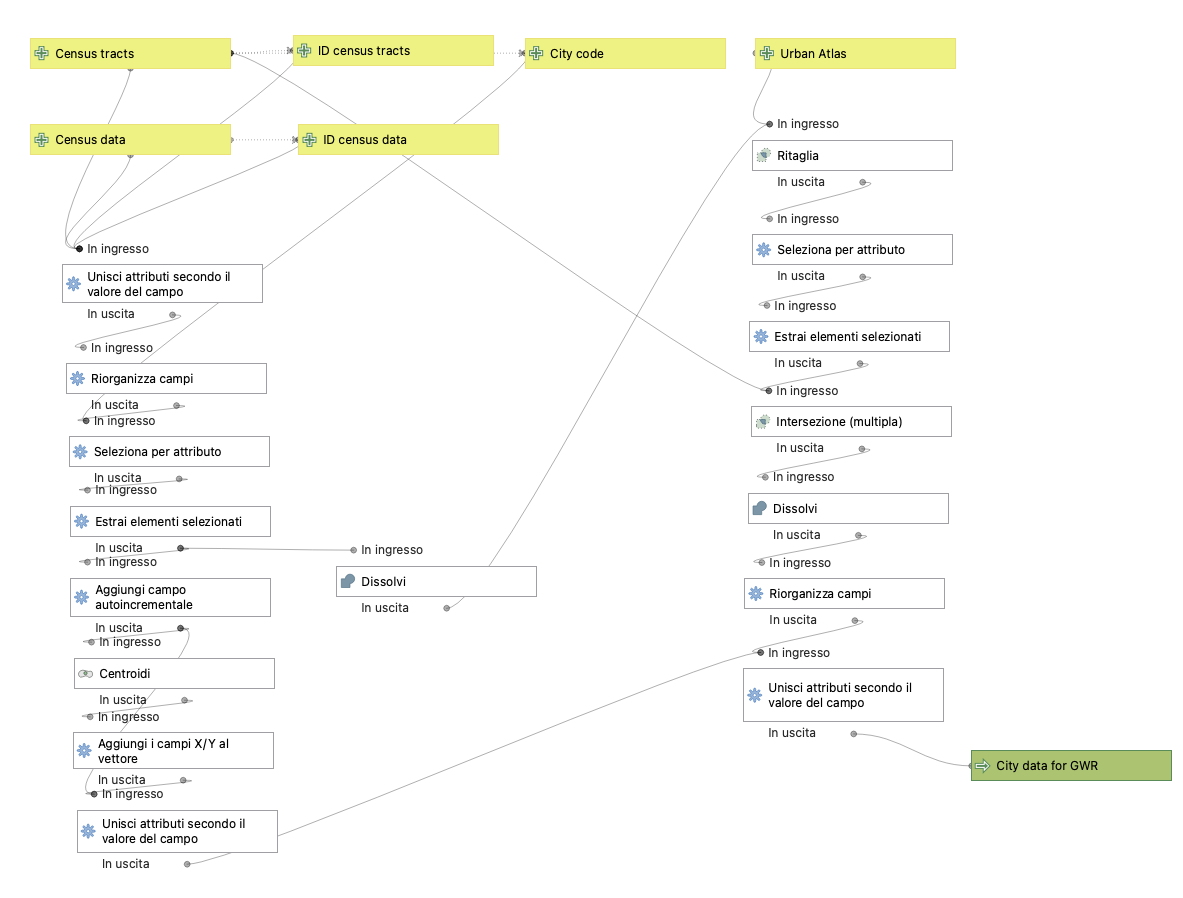 Census tracts
ID census tracts
City code
Urban Atlas
Census data
ID census data
In ingresso
Unisci attributi secondo il
valore del campo
In uscita
In ingresso
Riorganizza campi
In uscita
In ingresso
Seleziona per attributo
In uscita
In ingresso
Estrai elementi selezionati
In uscita
In ingresso
Aggiungi campo
autoincrementale
In uscita
In ingresso
Centroidi
In uscita
In ingresso
Aggiungi i campi X/Y al
vettore
In uscita
In ingresso
Unisci attributi secondo il
valore del campo
In uscita
In ingresso
Dissolvi
In uscita
In ingresso
Ritaglia
In uscita
In ingresso
Seleziona per attributo
In uscita
In ingresso
Estrai elementi selezionati
In uscita
In ingresso
Intersezione (multipla)
In uscita
In ingresso
Dissolvi
In uscita
In ingresso
Riorganizza campi
In uscita
In ingresso
Unisci attributi secondo il
valore del campo
In uscita
City data for GWR